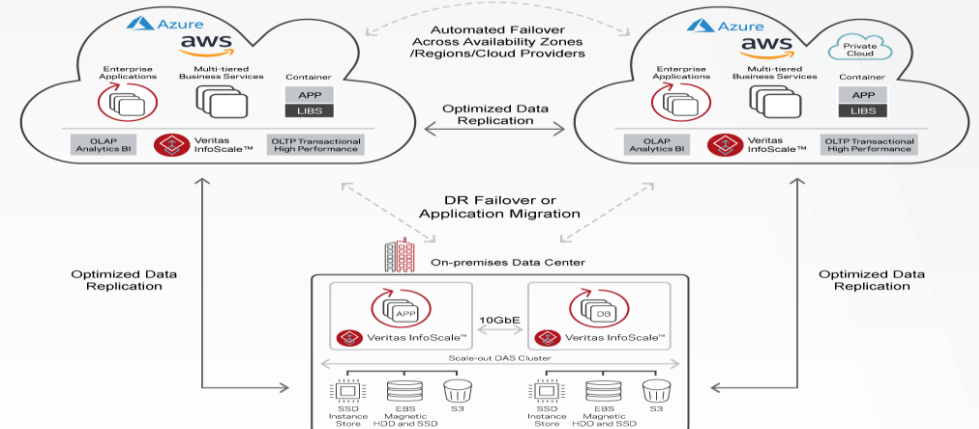 Azure
aws
Enterprise
Applications
Multi-tiered
Business Services
Container
APP
LIBS
OLAP
Analytics BI
Veritas
InfoScale™
OLTP Transactional
High Performance
Automated Failover
Across Availability Zones
/Regions/Cloud Providers
Optimized Data
Replication
Azure
aws
Private
Cloud
Enterprise
Applications
Multi-tiered
Business Services
Container
APP
LIBS
OLAP
Analytics BI
Veritas
InfoScale™
OLTP Transactional
High Performance
DR Failover or
Application Migration
Optimized Data
Replication
On-premises Data Center
Optimized Data
Replication
APP
Veritas InfoScale™
10GbE
DB
Veritas InfoScale™
Scale-out DAS Cluster
SSD
Instance
Store
EBS
Magnetic
HDD and SSD
S3
SSD
Instance
Store
EBS
Magnetic
HDD and SSD
S3